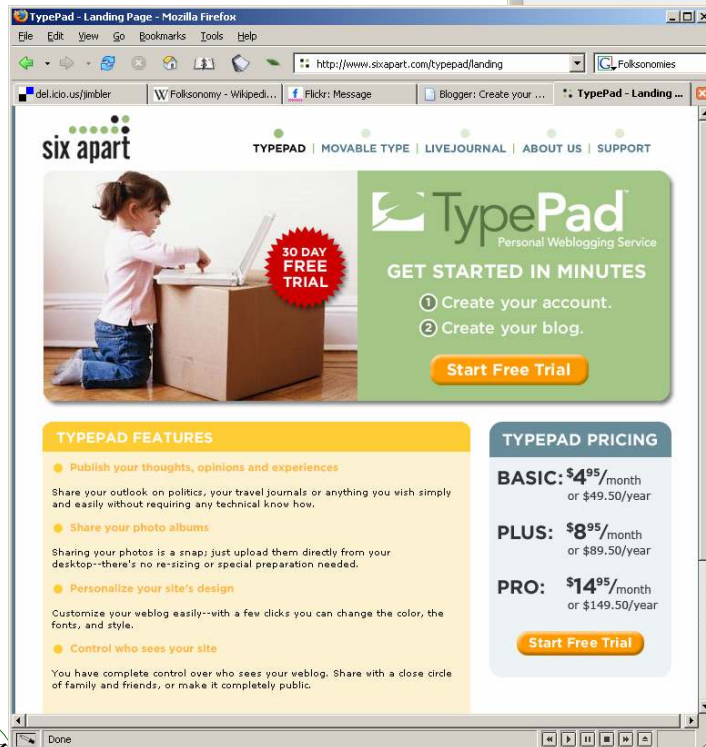 TypePad - Landing Page - Mozilla Firefox
File Edit View Go Bookmarks Tools Help
http://www.sixapart.com/typepad/landing
G Folksonomies
del.icio.us/jimbler
W Folksonomy - Wikipedi...
f Flickr: Message
Blogger: Create your ...
TypePad - Landing ...
six apart
TYPEPAD | MOVABLE TYPE | LIVEJOURNAL | ABOUT US | SUPPORT
30 DAY
FREE
TRIAL
TypePad
Personal Weblogging Service
GET STARTED IN MINUTES
1 Create your account.
2 Create your blog.
Start Free Trial
TYPEPAD FEATURES
Publish your thoughts, opinions and experiences
Share your outlook on politics, your travel journals or anything you wish simply
and easily without requiring any technical know how.
Share your photo albums
Sharing your photos is a snap; just upload them directly from your
desktop--there's no re-sizing or special preparation needed.
Personalize your site's design
Customize your weblog easily--with a few clicks you can change the color, the
fonts, and style.
Control who sees your site
You have complete control over who sees your weblog. Share with a close circle
of family and friends, or make it completely public.
TYPEPAD PRICING
BASIC: $495/month
or $49.50/year
PLUS: $895/month
or $89.50/year
PRO: $1495/month
or $149.50/year
Start Free Trial
Done